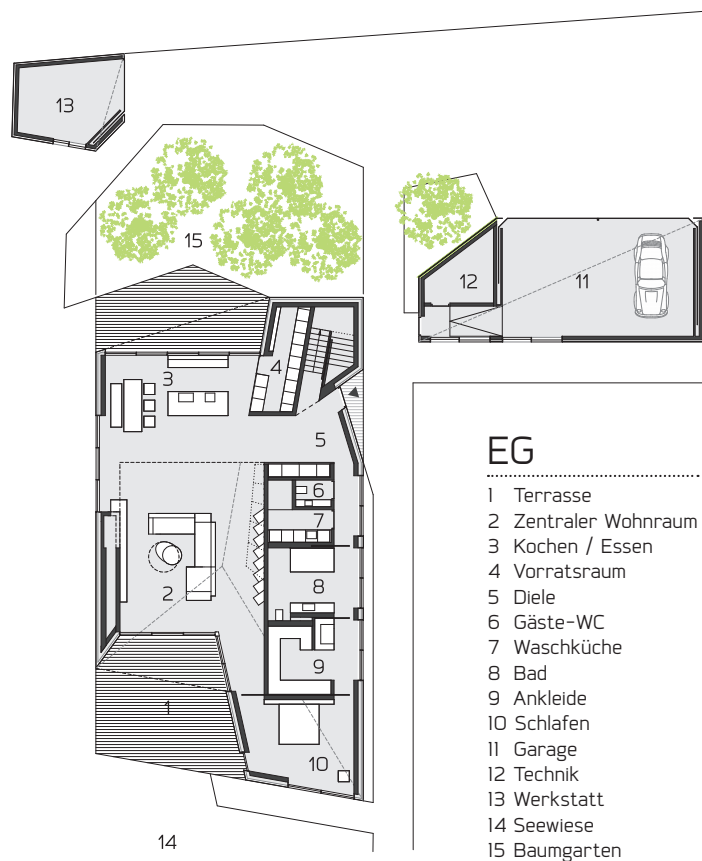 13
15
12
11
3
4
5
EG
6
1 Terrasse
7
2 Zentraler Wohnraum
3 Kochen / Essen
4 Vorratsraum
8
5 Diele
2
6 Gäste-WC
7 Waschküche
9
8 Bad
1
9 Ankleide
10 Schlafen
10
11 Garage
12 Technik
13 Werkstatt
14
14 Seewiese
15 Baumgarten